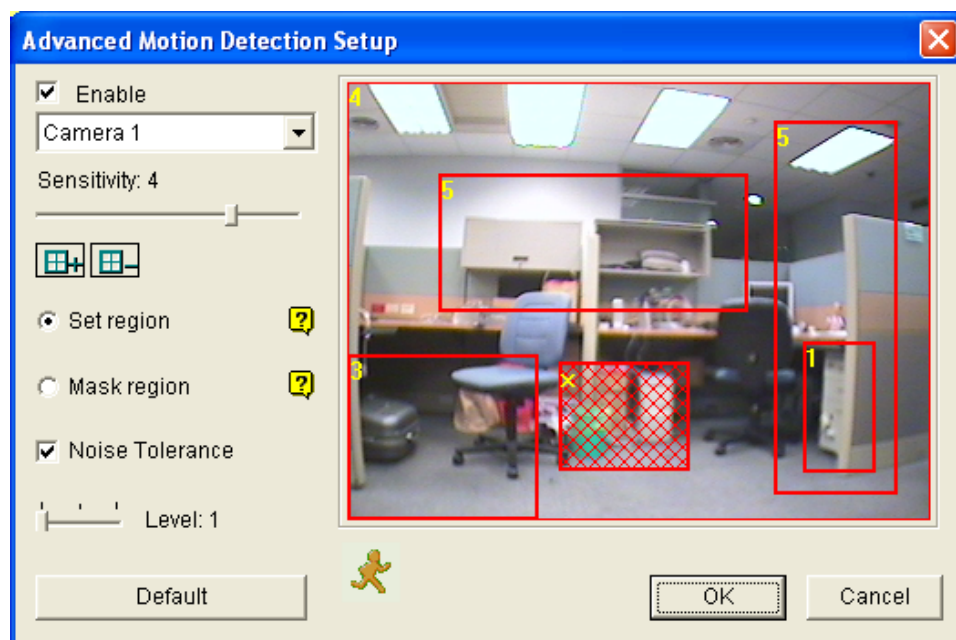 Advanced Motion Detection Setup
Enable
Camera 1
Sensitivity: 4
Set region
?
Mask region
?
Noise Tolerance
Level: 1
Default
4
5
5
3
×
1
OK
Cancel